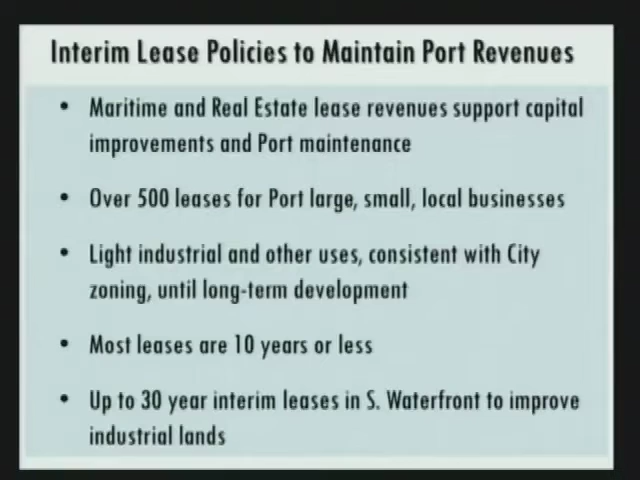 Interim Lease Policies to Maintain Port Revenues
• Maritime and Real Estate lease revenues support capital
improvements and Port maintenance
• Over 500 leases for Port large, small, local businesses
• Light industrial and other uses, consistent with City
zoning, until long-term development
• Most leases are 10 years or less
• Up to 30 year interim leases in S. Waterfront to improve
industrial lands